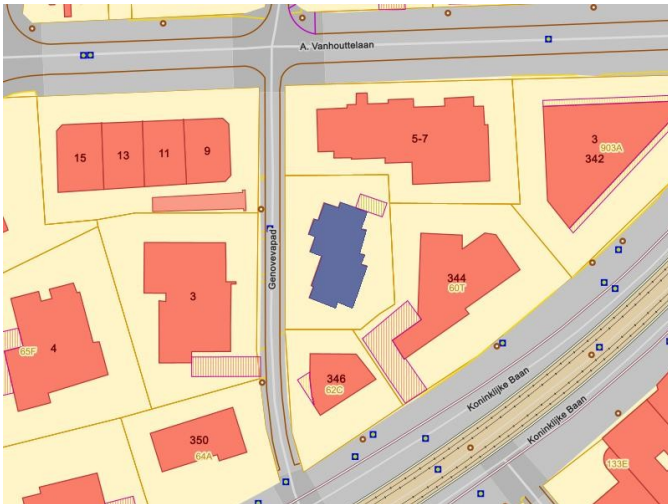 A. Vanhouttelaan
15
13
11
9
5-7
3
903A
342
Genovevapad
3
344
60T
4
65F
346
62C
Koninklijke Baan
Koninklijke Baan
350
64A
133E